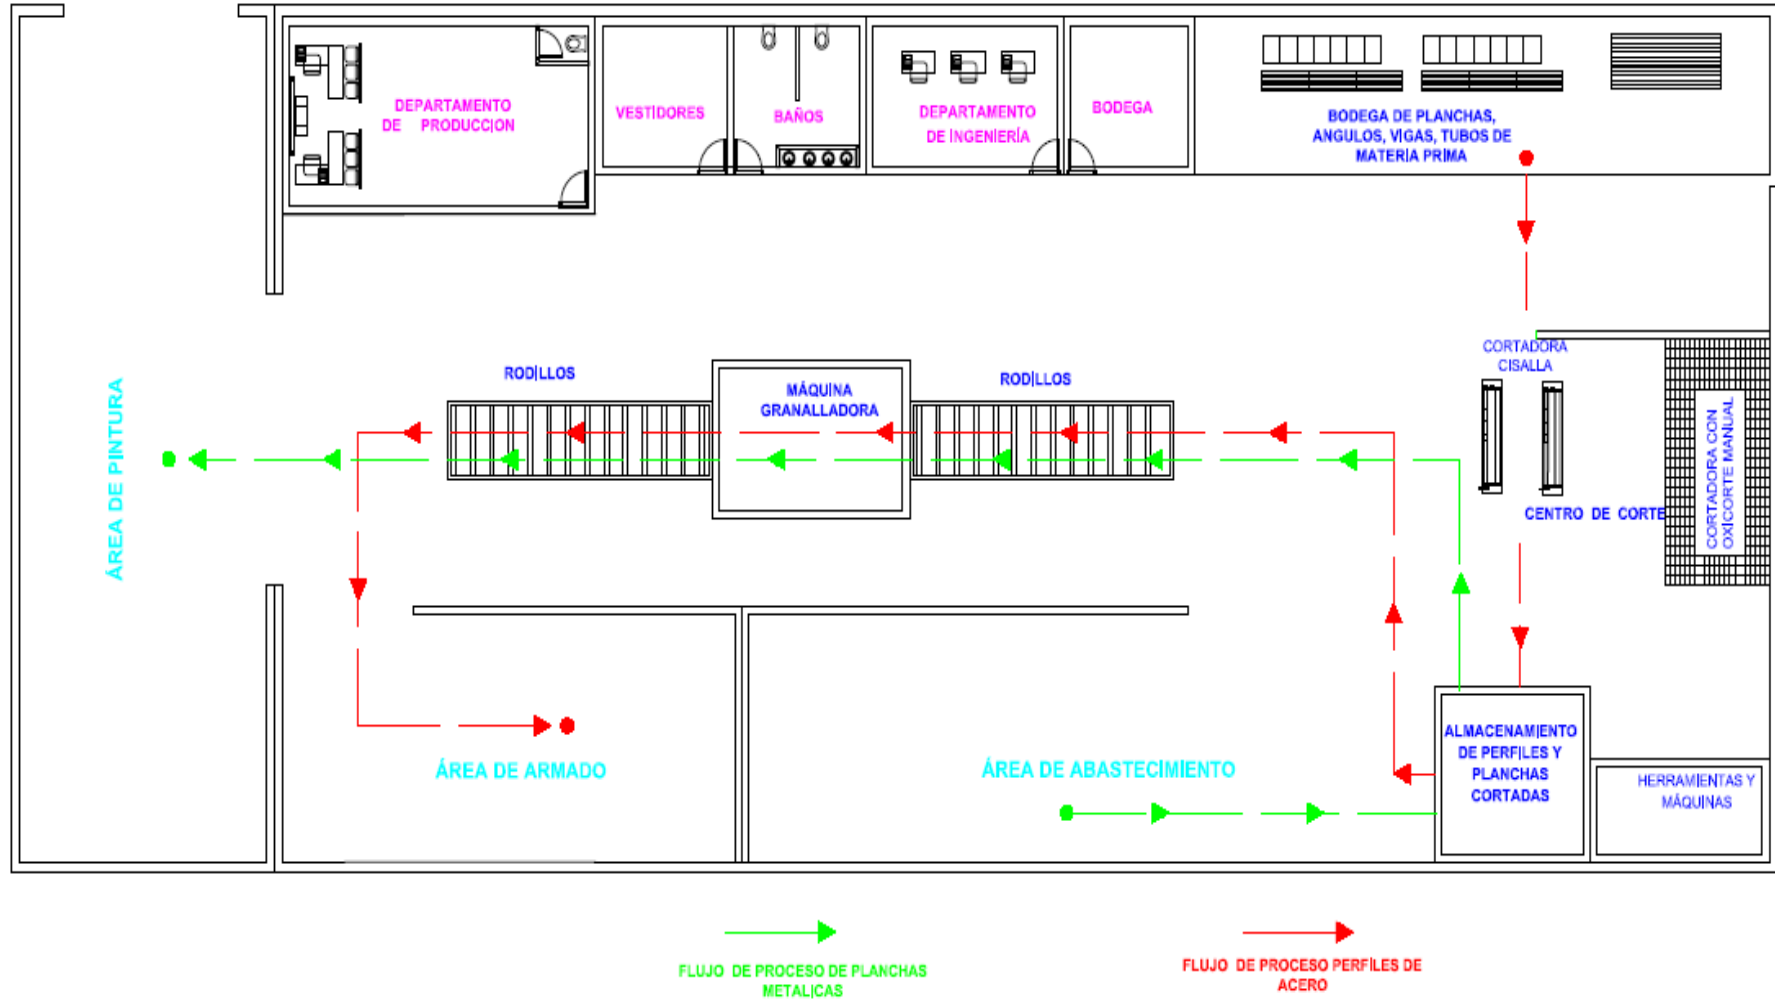 DEPARTAMENTO
DE PRODUCCION
VESTIDORES
BAÑOS
DEPARTAMENTO
DE INGENIERÍA
BODEGA
BODEGA DE PLANCHAS,
ANGULOS, VIGAS, TUBOS DE
MATERIA PRIMA
CORTADORA
CISALLA
RODILLOS
MÁQUINA
GRANALLADORA
RODILLOS
ÁREA DE PINTURA
CORTADORA CON
OXICORTE MANUAL
CENTRO DE CORTE
ÁREA DE ARMADO
ÁREA DE ABASTECIMIENTO
ALMACENAMIENTO
DE PERFILES Y
PLANCHAS
CORTADAS
HERRAMIENTAS Y
MÁQUINAS
FLUJO DE PROCESO DE PLANCHAS
METALICAS
FLUJO DE PROCESO PERFILES DE
ACERO